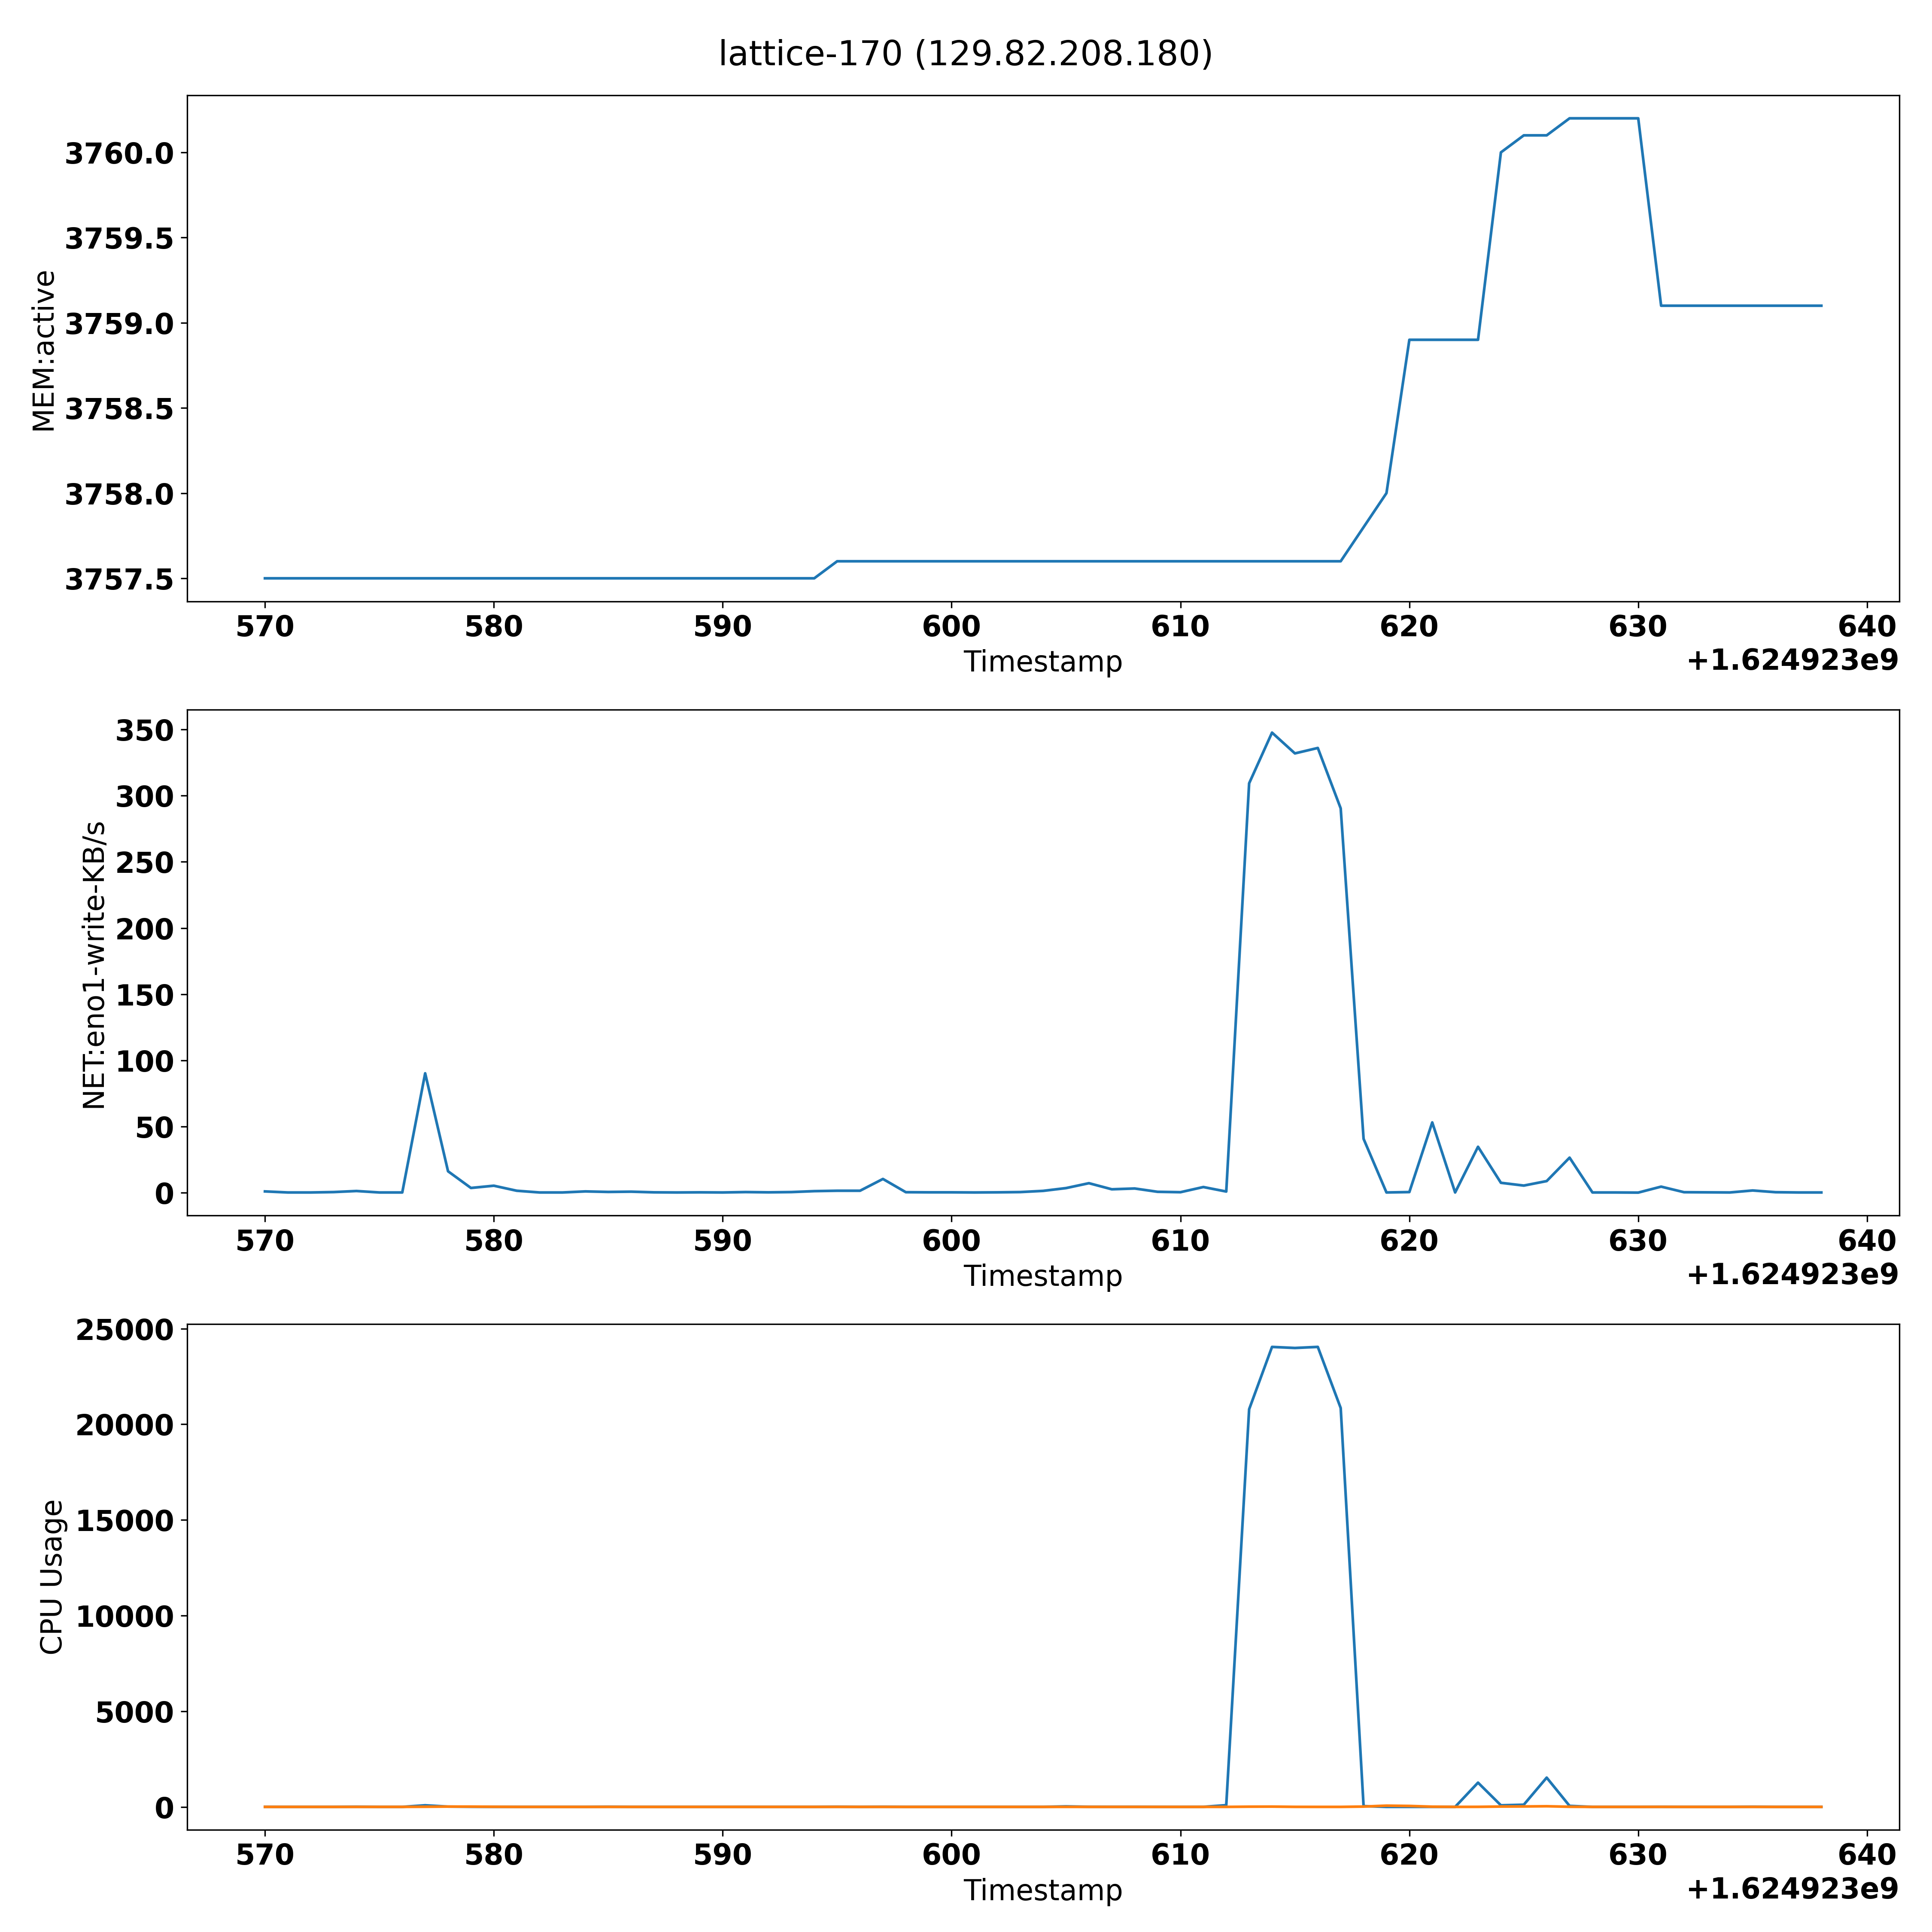 lattice-170 (129.82.208.180)
3760.0
3759.5
3759.0
3758.5
3758.0
3757.5
MEM:active
570 580 590 600 610 620 630 640
Timestamp
+1.624923e9
350
300
250
200
150
100
50
0
NET:eno1-write-KB/s
570 580 590 600 610 620 630 640
Timestamp
+1.624923e9
25000
20000
15000
10000
5000
0
CPU Usage
570 580 590 600 610 620 630 640
Timestamp
+1.624923e9